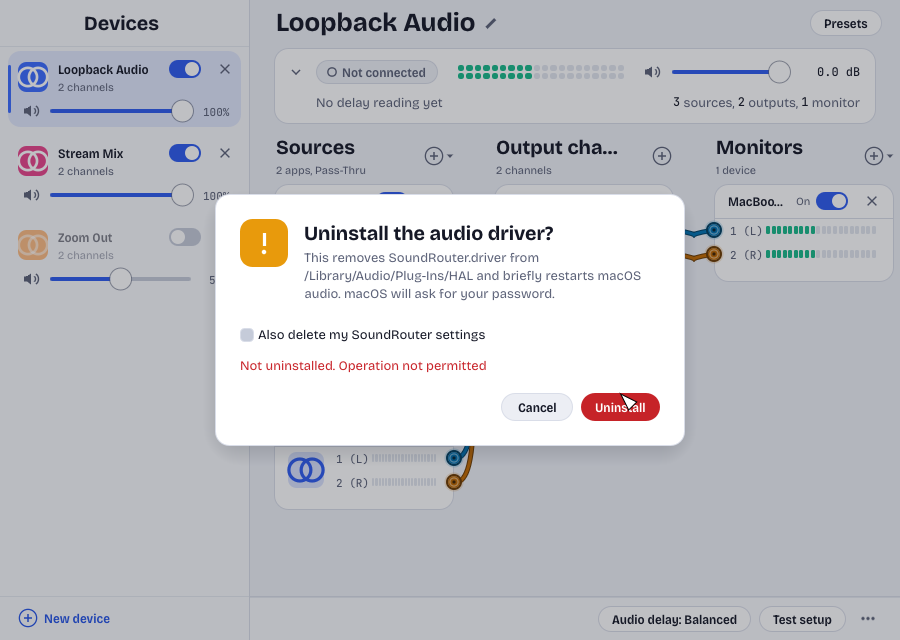 Devices
Loopback Audio
2 channels
100%
Stream Mix
2 channels
100%
Zoom Out
2 channels
5
New device
Loopback Audio
Presets
Not connected
0.0 dB
No delay reading yet
3 sources, 2 outputs, 1 monitor
Sources
2 apps, Pass-Thru
Output cha...
2 channels
Monitors
1 device
MacBoo...
On
1 (L)
2 (R)
Uninstall the audio driver?
This removes SoundRouter.driver from
/Library/Audio/Plug-Ins/HAL and briefly restarts macOS
audio. macOS will ask for your password.
Also delete my SoundRouter settings
Not uninstalled. Operation not permitted
Cancel
Uninstall
1 (L)
2 (R)
Audio delay: Balanced
Test setup